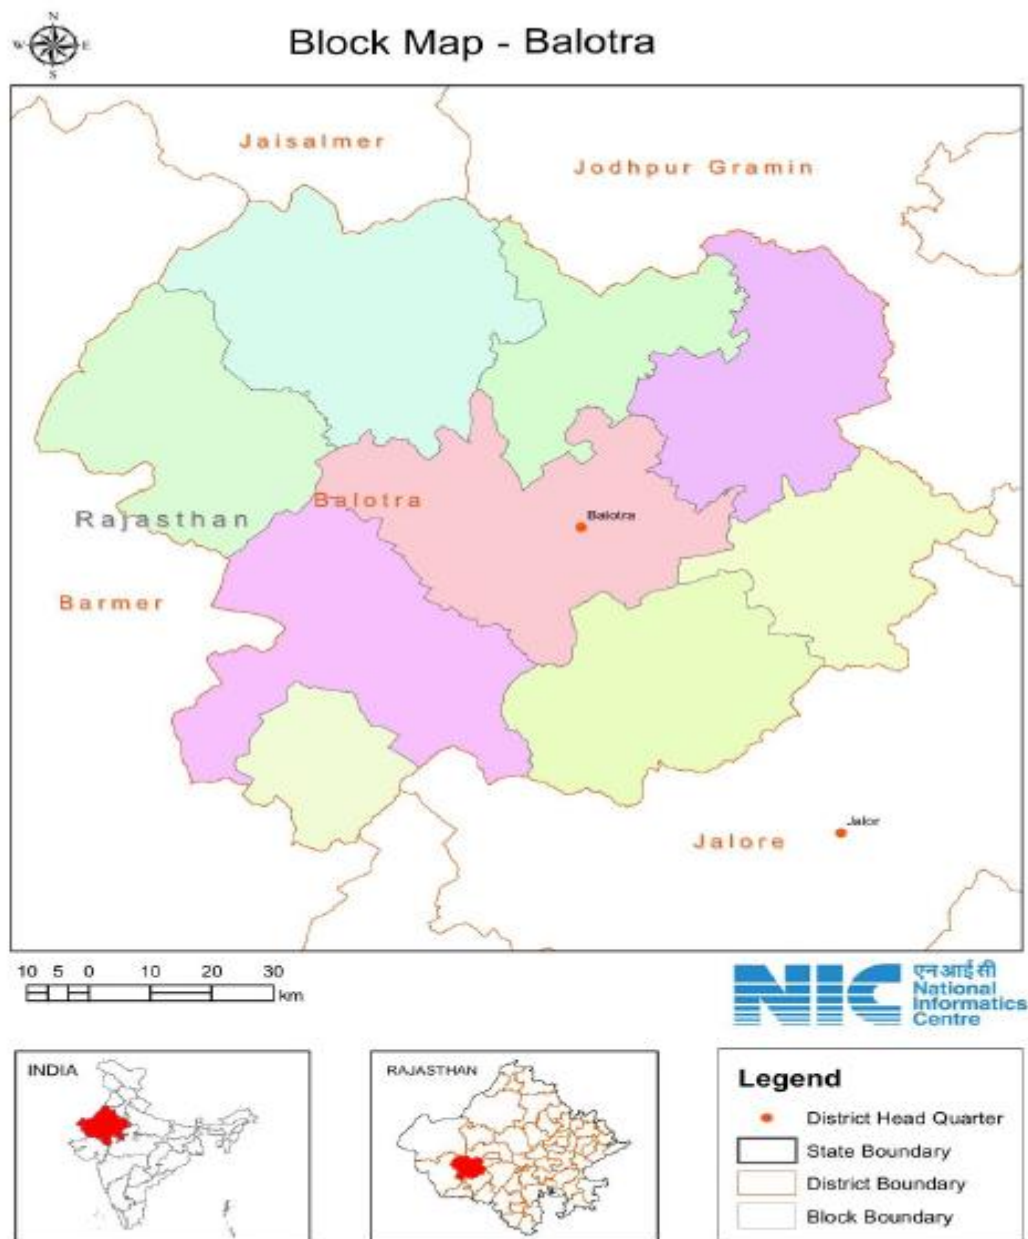 N
W E
S
Block Map - Balotra
Jaisalmer
Jodhpur Gramin
Balotra
Balotra
Rajasthan
Barmer
Jalor
Jalore
10 5 0 10 20 30
km
NIC
एनआईसी
National
Informatics
Centre
INDIA
RAJASTHAN
Legend
District Head Quarter
State Boundary
District Boundary
Block Boundary